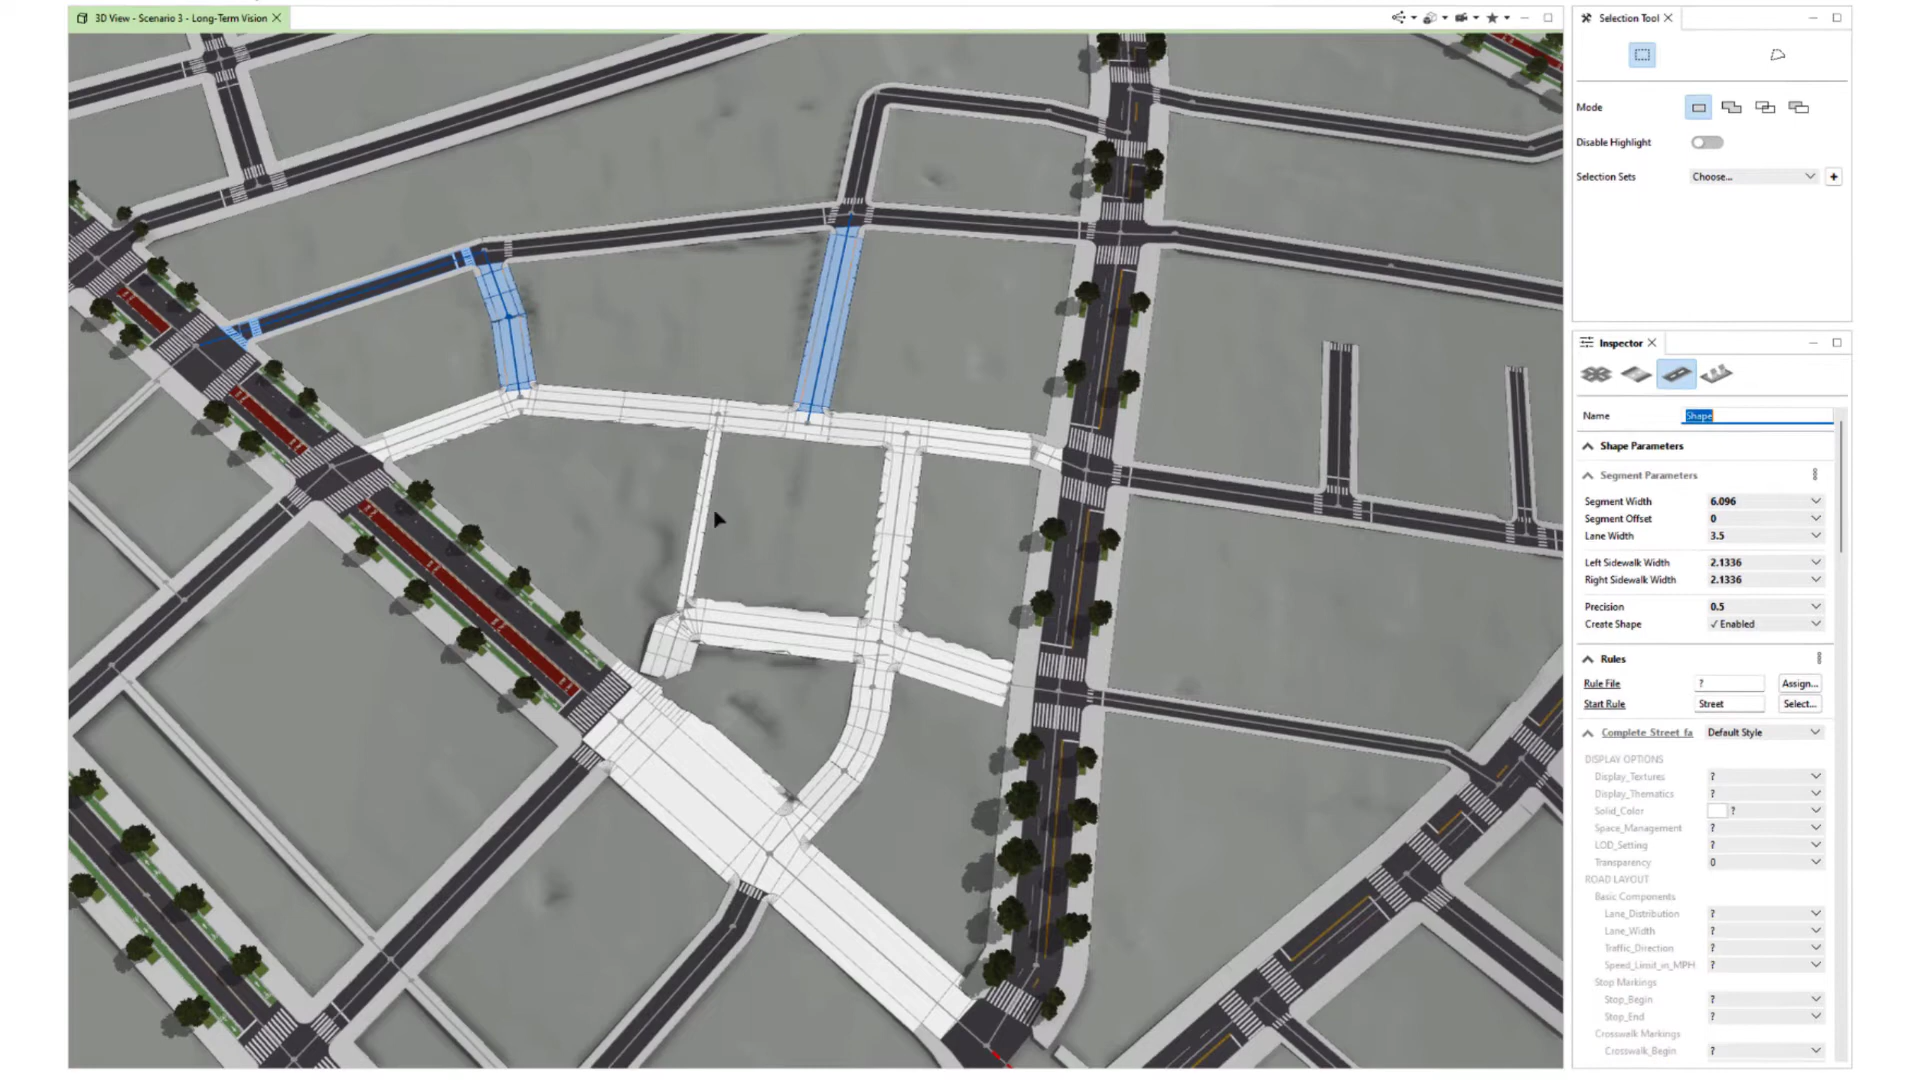 3D View - Scenario 3 - Long-Term Vision
Selection Tool
Mode
Disable Highlight
Selection Sets Choose...
Inspector
Name Shape
Shape Parameters
Segment Parameters
Segment Width 6.096
Segment Offset 0
Lane Width 3.5
Left Sidewalk Width 2.1336
Right Sidewalk Width 2.1336
Precision 0.5
Create Shape ✓ Enabled
Rules
Rule File ? Assign...
Start Rule Street Select...
Complete_Street_fa Default Style
DISPLAY OPTIONS
Display_Textures ?
Display_Thematics ?
Solid_Color ?
Space_Management ?
LOD_Setting ?
Transparency 0
ROAD LAYOUT
Basic Components
Lane_Distribution ?
Lane_Width ?
Traffic_Direction ?
Speed_Limit_in_MPH ?
Stop Markings
Stop_Begin ?
Stop_End ?
Crosswalk Markings
Crosswalk_Begin ?